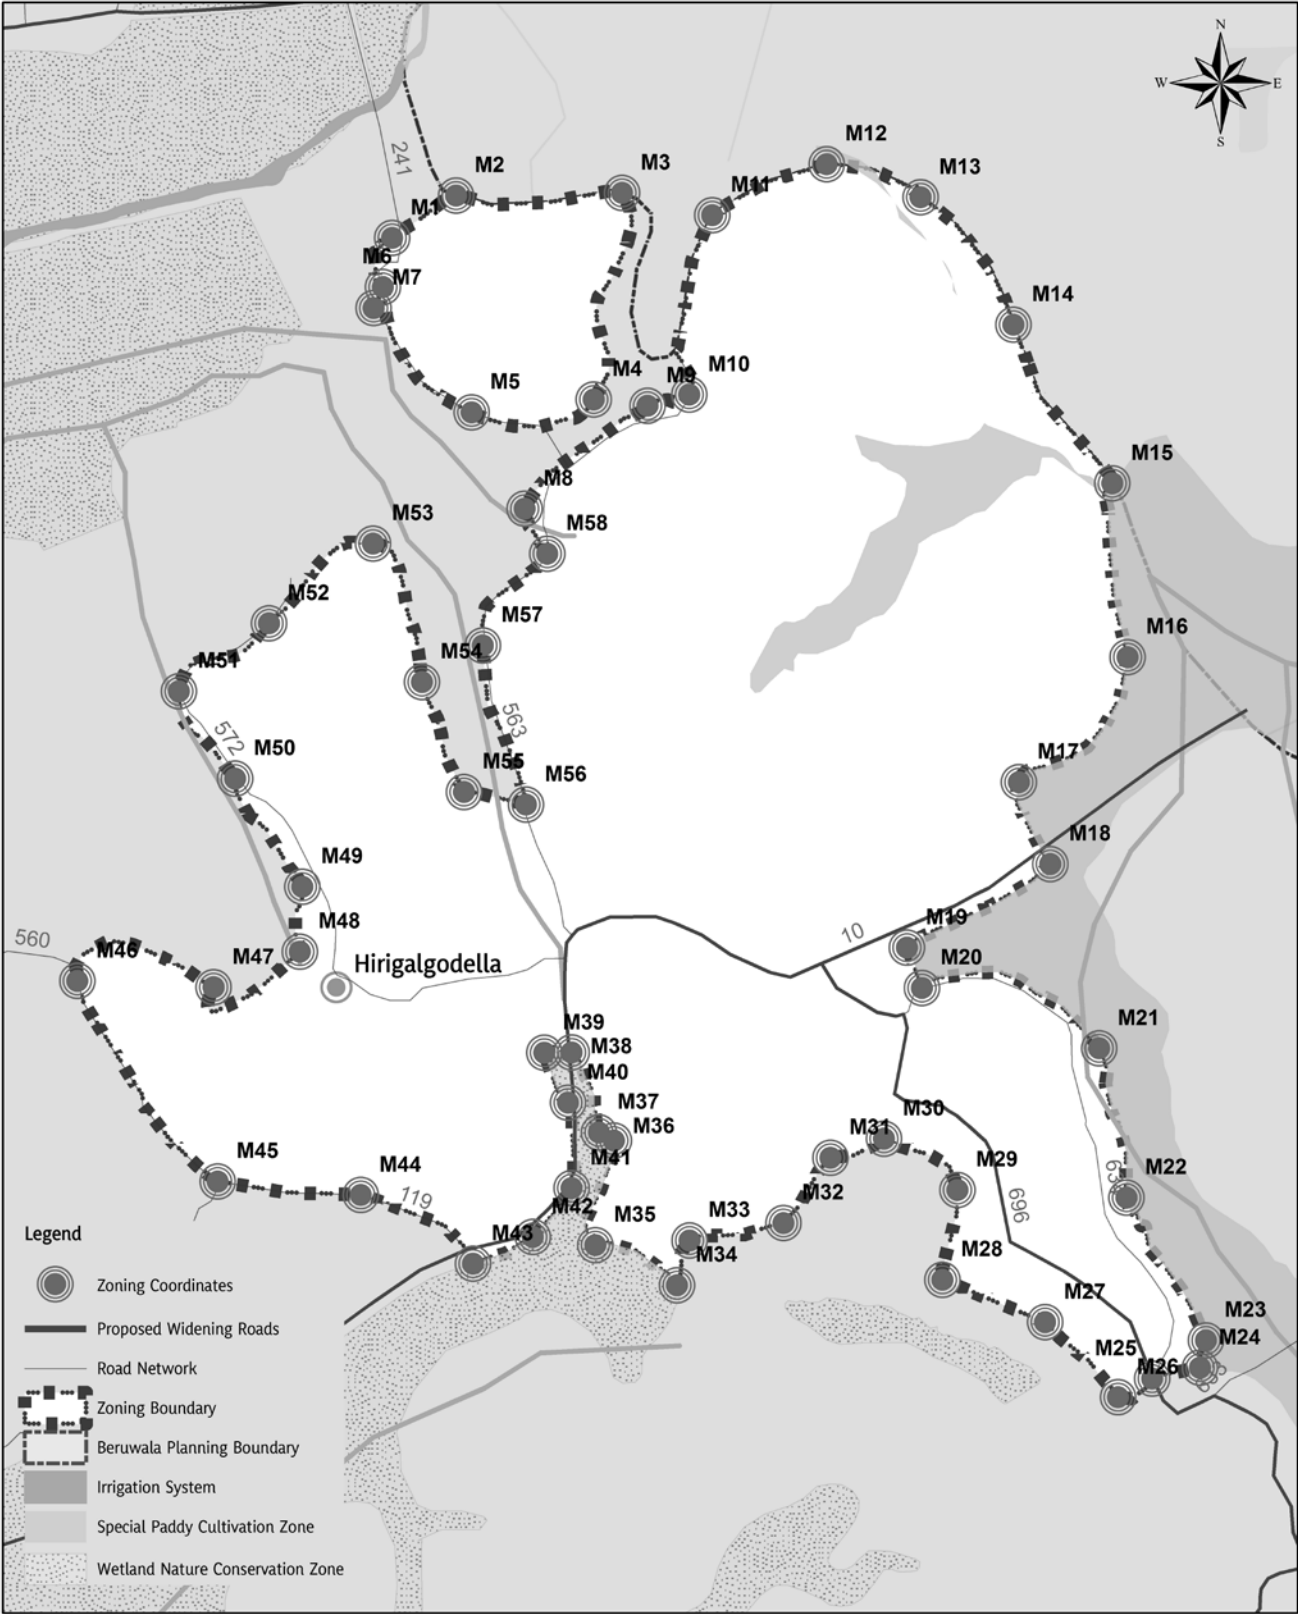 N
W
E
S
M12
241
M2
M3
M13
M11
M1
M6
M7
M14
M4
M10
M9
M5
M15
M8
M53
M58
M52
M57
M16
M54
M51
563
572
M50
M17
M55
M56
M18
M49
M48
M19
10
560
M46
M47
M20
Hirigalgodella
M39
M21
M38
M40
M37
M30
M36
M31
M41
M45
M44
M29
M22
119
M32
696
M42
M33
M35
M43
M34
M28
M27
M23
M24
M25
M26
Legend
Zoning Coordinates
Proposed Widening Roads
Road Network
Zoning Boundary
Beruwala Planning Boundary
Irrigation System
Special Paddy Cultivation Zone
Wetland Nature Conservation Zone